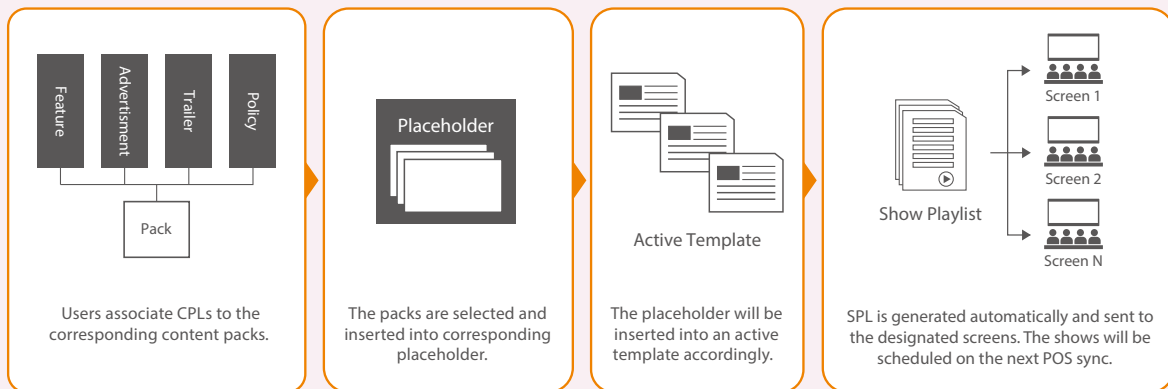 Feature
Advertisment
Trailer
Policy
Pack
Users associate CPLs to the
corresponding content packs.
Placeholder
The packs are selected and
inserted into corresponding
placeholder.
Active Template
The placeholder will be
inserted into an active
template accordingly.
Show Playlist
Screen 1
Screen 2
Screen N
SPL is generated automatically and sent to
the designated screens. The shows will be
scheduled on the next POS sync.